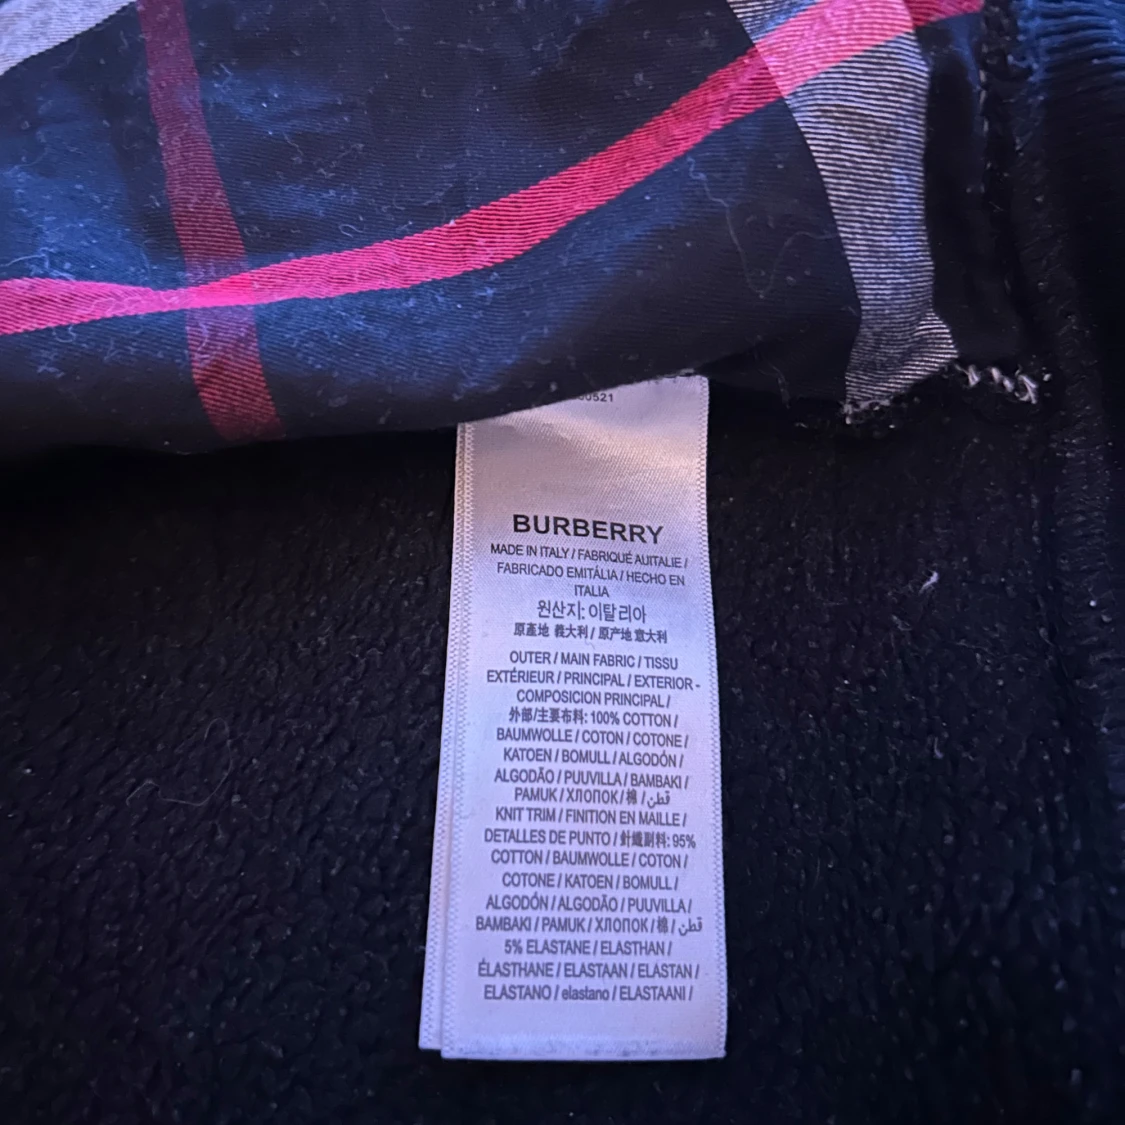 0521
BURBERRY
MADE IN ITALY / FABRIQUÉ AUITALIE /
FABRICADO EMITÁLIA / HECHO EN
ITALIA
원산지: 이탈리아
原產地 義大利 / 原产地 意大利
OUTER / MAIN FABRIC / TISSU
EXTÉRIEUR / PRINCIPAL / EXTERIOR -
COMPOSICION PRINCIPAL /
外部/主要布料: 100% COTTON /
BAUMWOLLE / COTON / COTONE /
KATOEN / BOMULL / ALGODÓN /
ALGODÃO / PUUVILLA / BAMBAKI /
PAMUK / ХЛОПОК / 棉 / قطن
KNIT TRIM / FINITION EN MAILLE /
DETALLES DE PUNTO / 針織副料: 95%
COTTON / BAUMWOLLE / COTON /
COTONE / KATOEN / BOMULL /
ALGODÓN / ALGODÃO / PUUVILLA /
BAMBAKI / PAMUK / ХЛОПОК / 棉 / قطن
5% ELASTANE / ELASTHAN /
ÉLASTHANE / ELASTAAN / ELASTAN /
ELASTANO / elastano / ELASTAANI /